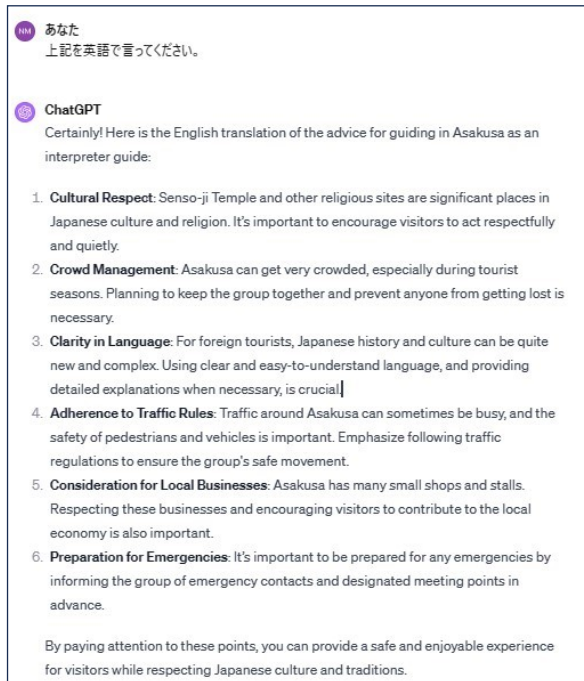 NM あなた
上記を英語で言ってください。
ChatGPT
Certainly! Here is the English translation of the advice for guiding in Asakusa as an
interpreter guide:
1. Cultural Respect: Senso-ji Temple and other religious sites are significant places in
Japanese culture and religion. It's important to encourage visitors to act respectfully
and quietly.
2. Crowd Management: Asakusa can get very crowded, especially during tourist
seasons. Planning to keep the group together and prevent anyone from getting lost is
necessary.
3. Clarity in Language: For foreign tourists, Japanese history and culture can be quite
new and complex. Using clear and easy-to-understand language, and providing
detailed explanations when necessary, is crucial.
4. Adherence to Traffic Rules: Traffic around Asakusa can sometimes be busy, and the
safety of pedestrians and vehicles is important. Emphasize following traffic
regulations to ensure the group's safe movement.
5. Consideration for Local Businesses: Asakusa has many small shops and stalls.
Respecting these businesses and encouraging visitors to contribute to the local
economy is also important.
6. Preparation for Emergencies: It's important to be prepared for any emergencies by
informing the group of emergency contacts and designated meeting points in
advance.
By paying attention to these points, you can provide a safe and enjoyable experience
for visitors while respecting Japanese culture and traditions.